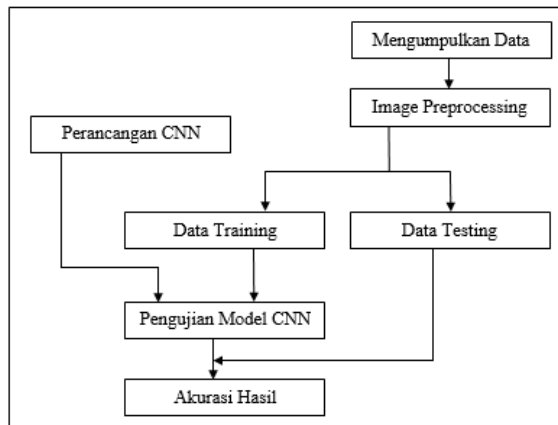 Mengumpulkan Data
Image Preprocessing
Perancangan CNN
Data Training
Data Testing
Pengujian Model CNN
Akurasi Hasil